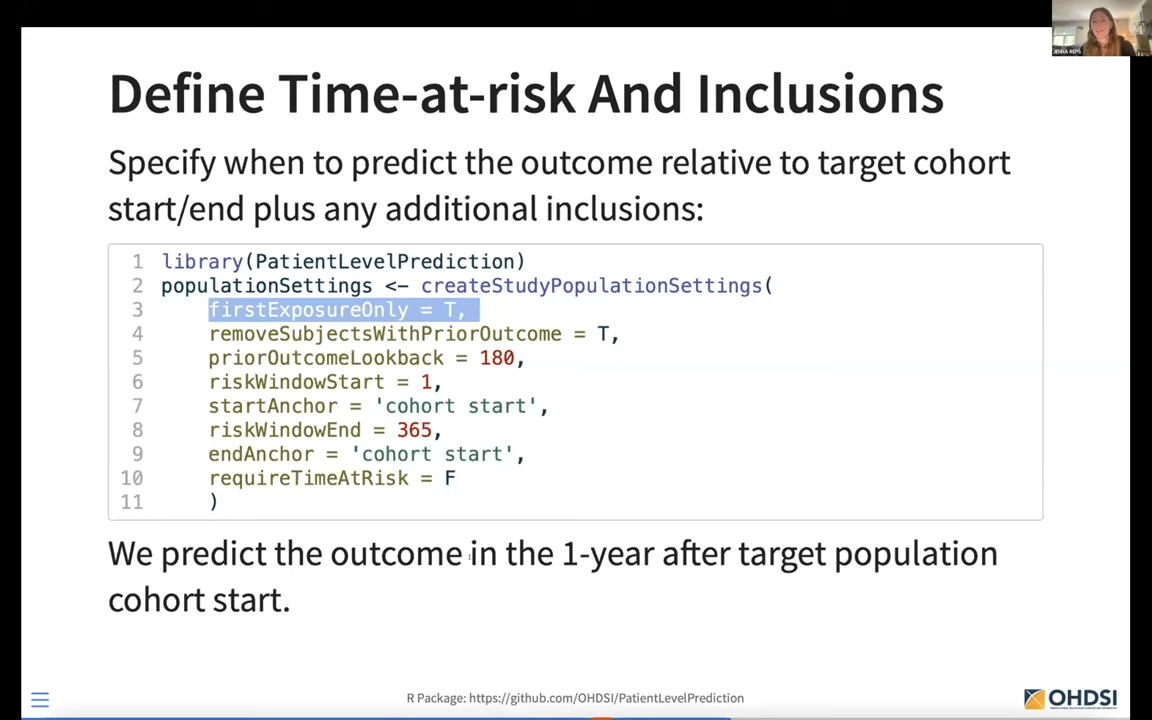 JENNA REPS
Define Time-at-risk And Inclusions
Specify when to predict the outcome relative to target cohort
start/end plus any additional inclusions:
1 library(PatientLevelPrediction)
2 populationSettings <- createStudyPopulationSettings(
3 firstExposureOnly = T,
4 removeSubjectsWithPriorOutcome = T,
5 priorOutcomeLookback = 180,
6 riskWindowStart = 1,
7 startAnchor = 'cohort start',
8 riskWindowEnd = 365,
9 endAnchor = 'cohort start',
10 requireTimeAtRisk = F
11 )
We predict the outcome in the 1-year after target population
cohort start.
R Package: https://github.com/OHDSI/PatientLevelPrediction
OHDSI